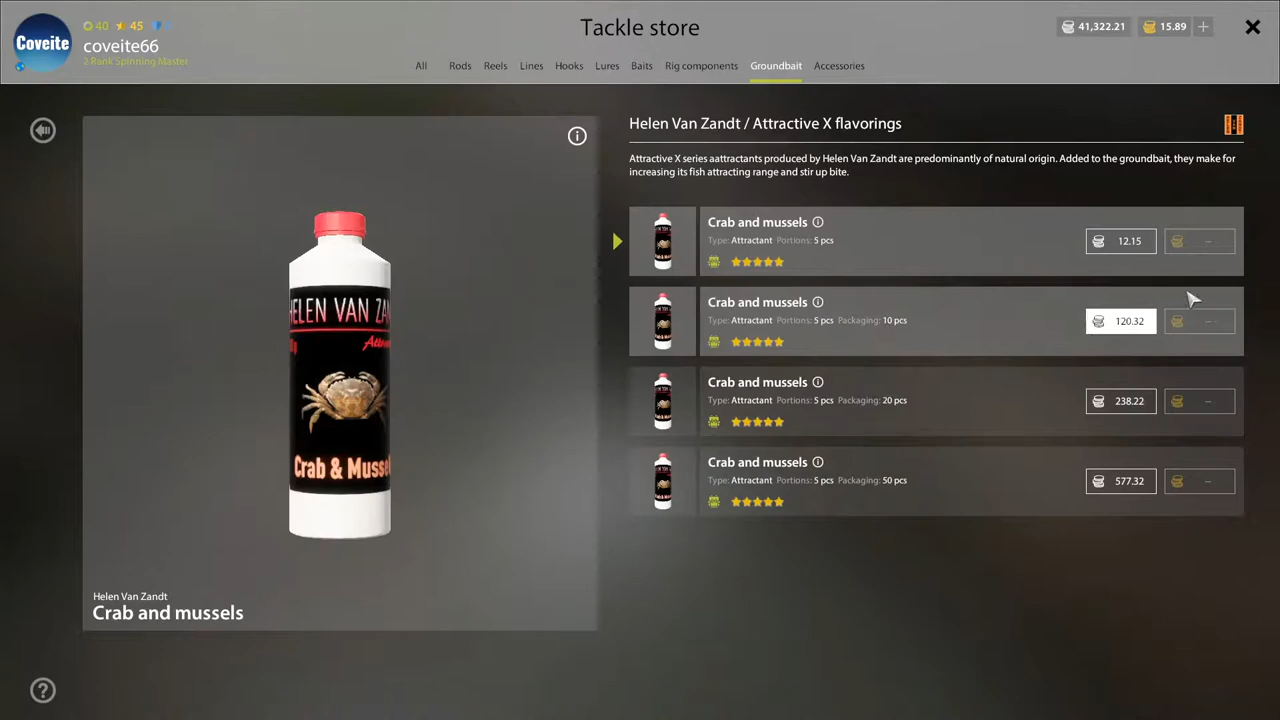 Coveite
40 45
coveite66
2 Rank Spinning Master
Tackle store
41,322.21 15.89 +
All Rods Reels Lines Hooks Lures Baits Rig components Groundbait Accessories
HELEN VAN ZA
Crab & Musse
Helen Van Zandt
Crab and mussels
Helen Van Zandt / Attractive X flavorings
Attractive X series aattractants produced by Helen Van Zandt are predominantly of natural origin. Added to the groundbait, they make for
increasing its fish attracting range and stir up bite.
Crab and mussels
Type: Attractant Portions: 5 pcs
12.15 --
Crab and mussels
Type: Attractant Portions: 5 pcs Packaging: 10 pcs
120.32 --
Crab and mussels
Type: Attractant Portions: 5 pcs Packaging: 20 pcs
238.22 --
Crab and mussels
Type: Attractant Portions: 5 pcs Packaging: 50 pcs
577.32 --
?